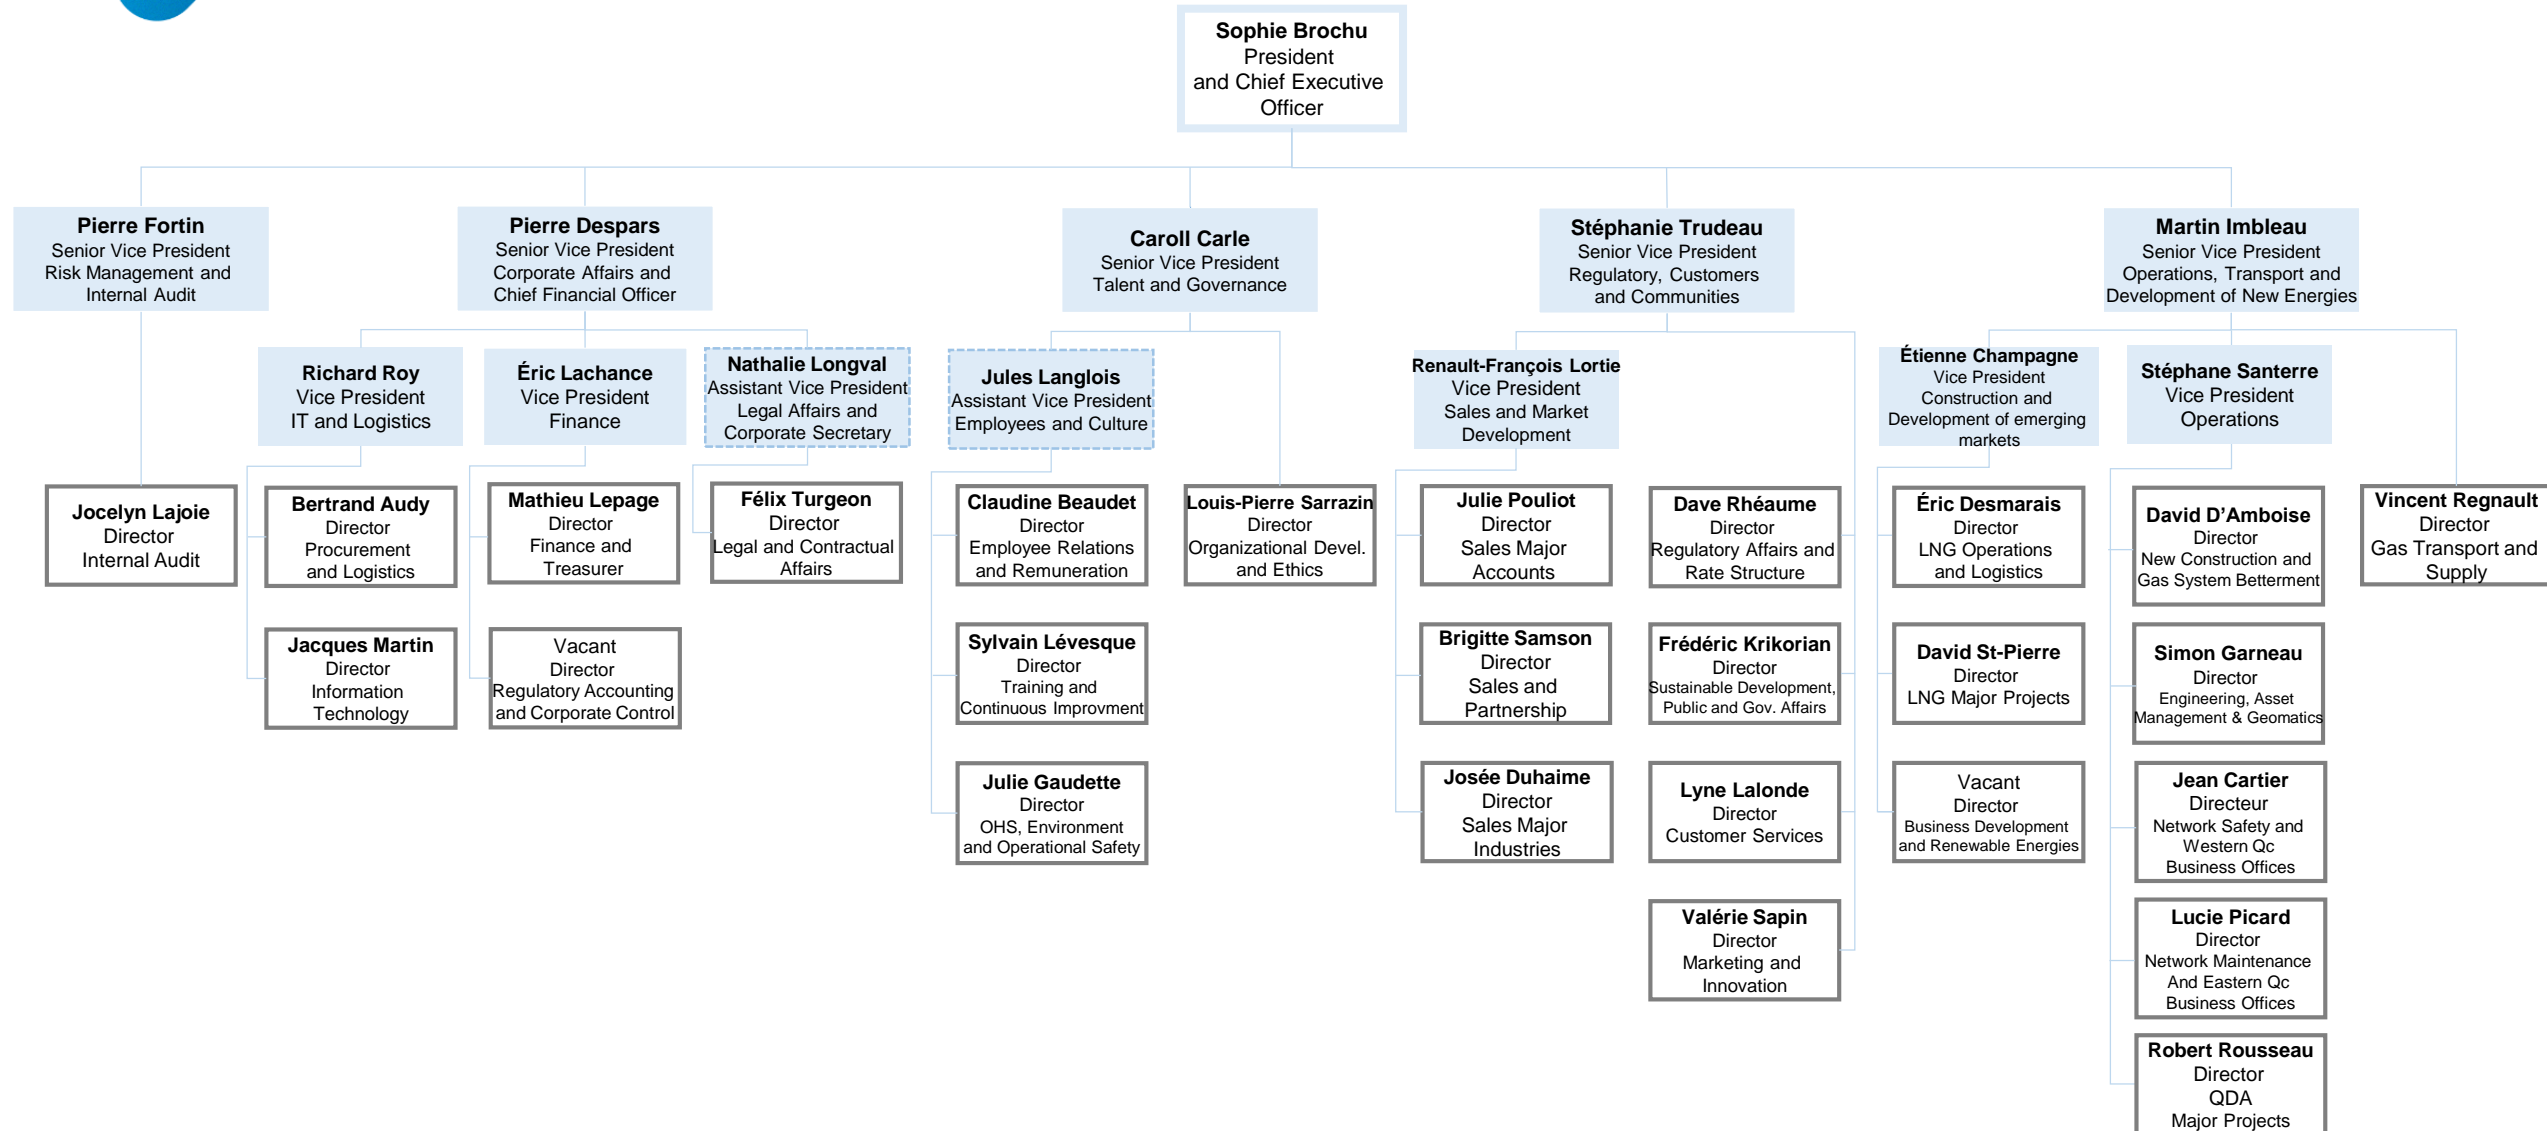 Sophie Brochu
President
and Chief Executive
Officer
Pierre Fortin
Senior Vice President
Risk Management and
Internal Audit
Pierre Despars
Senior Vice President
Corporate Affairs and
Chief Financial Officer
Caroll Carle
Senior Vice President
Talent and Governance
Stéphanie Trudeau
Senior Vice President
Regulatory, Customers
and Communities
Martin Imbleau
Senior Vice President
Operations, Transport and
Development of New Energies
Richard Roy
Vice President
IT and Logistics
Éric Lachance
Vice President
Finance
Nathalie Longval
Assistant Vice President
Legal Affairs and
Corporate Secretary
Jules Langlois
Assistant Vice President
Employees and Culture
Renault-François Lortie
Vice President
Sales and Market
Development
Étienne Champagne
Vice President
Construction and
Development of emerging
markets
Stéphane Santerre
Vice President
Operations
Jocelyn Lajoie
Director
Internal Audit
Bertrand Audy
Director
Procurement
and Logistics
Mathieu Lepage
Director
Finance and
Treasurer
Félix Turgeon
Director
Legal and Contractual
Affairs
Claudine Beaudet
Director
Employee Relations
and Remuneration
Louis-Pierre Sarrazin
Director
Organizational Devel.
and Ethics
Julie Pouliot
Director
Sales Major
Accounts
Dave Rhéaume
Director
Regulatory Affairs and
Rate Structure
Éric Desmarais
Director
LNG Operations
and Logistics
David D’Amboise
Director
New Construction and
Gas System Betterment
Vincent Regnault
Director
Gas Transport and
Supply
Jacques Martin
Director
Information
Technology
Vacant
Director
Regulatory Accounting
and Corporate Control
Sylvain Lévesque
Director
Training and
Continuous Improvment
Brigitte Samson
Director
Sales and
Partnership
Frédéric Krikorian
Director
Sustainable Development,
Public and Gov. Affairs
David St-Pierre
Director
LNG Major Projects
Simon Garneau
Director
Engineering, Asset
Management & Geomatics
Julie Gaudette
Director
OHS, Environment
and Operational Safety
Josée Duhaime
Director
Sales Major
Industries
Lyne Lalonde
Director
Customer Services
Vacant
Director
Business Development
and Renewable Energies
Jean Cartier
Directeur
Network Safety and
Western Qc
Business Offices
Valérie Sapin
Director
Marketing and
Innovation
Lucie Picard
Director
Network Maintenance
And Eastern Qc
Business Offices
Robert Rousseau
Director
QDA
Major Projects